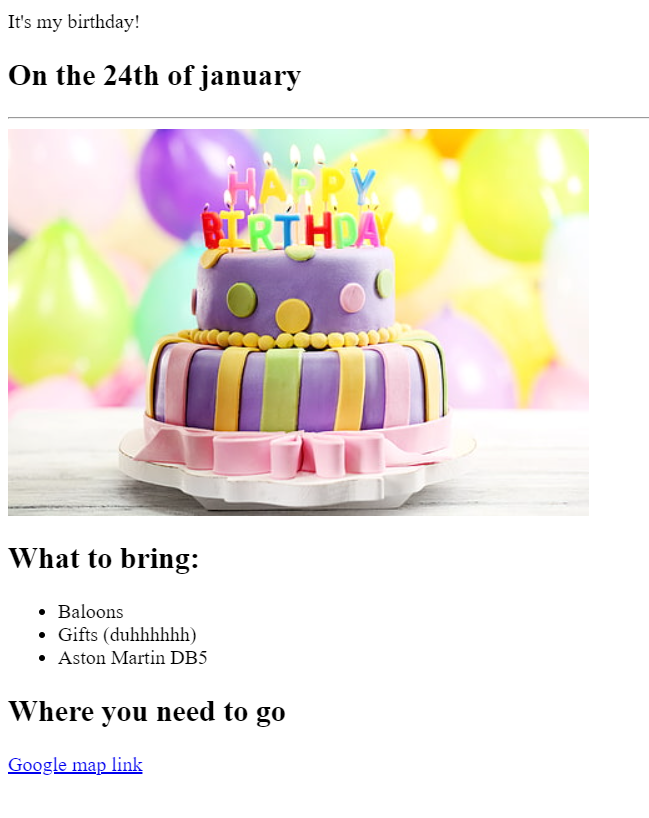 It's my birthday!
On the 24th of january
HAPPY
BIRTHDAY
What to bring:
Baloons
Gifts (duhhhhhh)
Aston Martin DB5
Where you need to go
Google map link